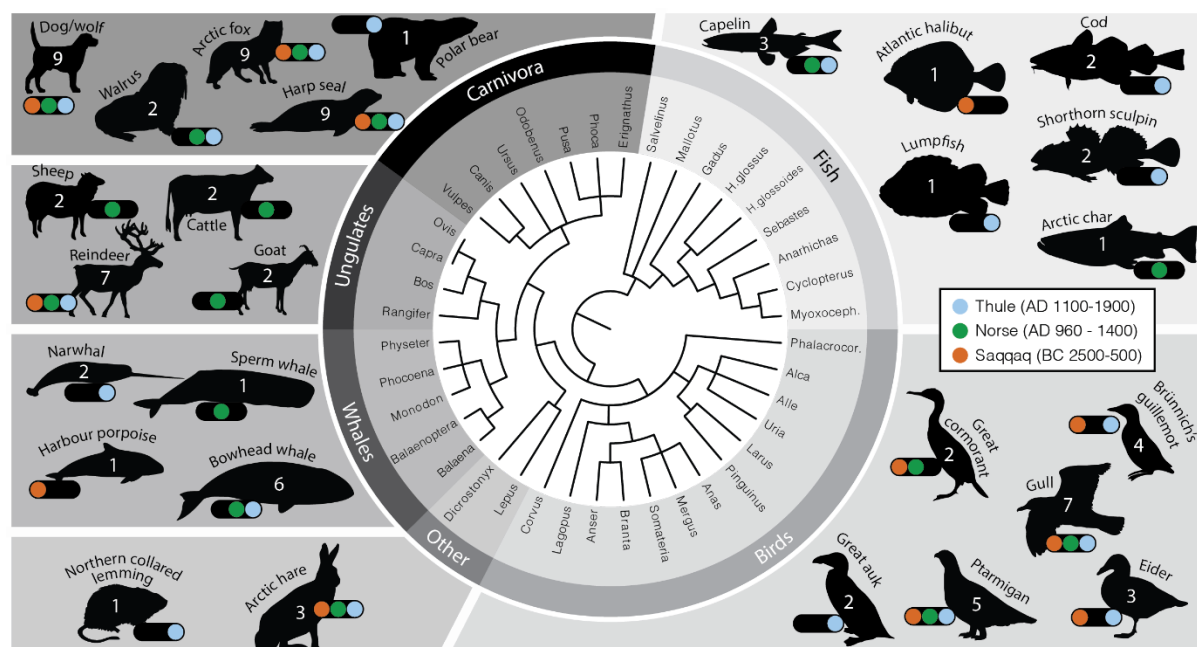 Dog/wolf
9
Walrus
2
Arctic fox
9
Harp seal
9
1
Polar bear
Carnivora
Sheep
2
2
Cattle
Reindeer
7
Goat
2
Ungulates
Narwhal
2
Sperm whale
1
Harbour porpoise
1
Bowhead whale
6
Whales
Northern collared
lemming
1
Arctic hare
3
Other
Capelin
3
Atlantic halibut
1
Cod
2
Lumpfish
1
Shorthorn sculpin
2
Arctic char
1
Fish
Thule (AD 1100-1900)
Norse (AD 960 - 1400)
Saqqaq (BC 2500-500)
Great
cormorant
2
Brünnich's
guillemot
4
Gull
7
Great auk
2
Ptarmigan
5
Eider
3
Birds
Erignathus
Phoca
Pusa
Odobenus
Ursus
Canis
Vulpes
Ovis
Capra
Bos
Rangifer
Physeter
Phocoena
Monodon
Balaenoptera
Balaena
Dicrostonyx
Lepus
Corvus
Lagopus
Anser
Branta
Somateria
Mergus
Anas
Pinguinus
Larus
Uria
Alle
Alca
Phalacrocor.
Myoxoceph.
Cyclopterus
Anarhichas
Sebastes
H.glossoides
H.glossus
Gadus
Mallotus
Salvelinus